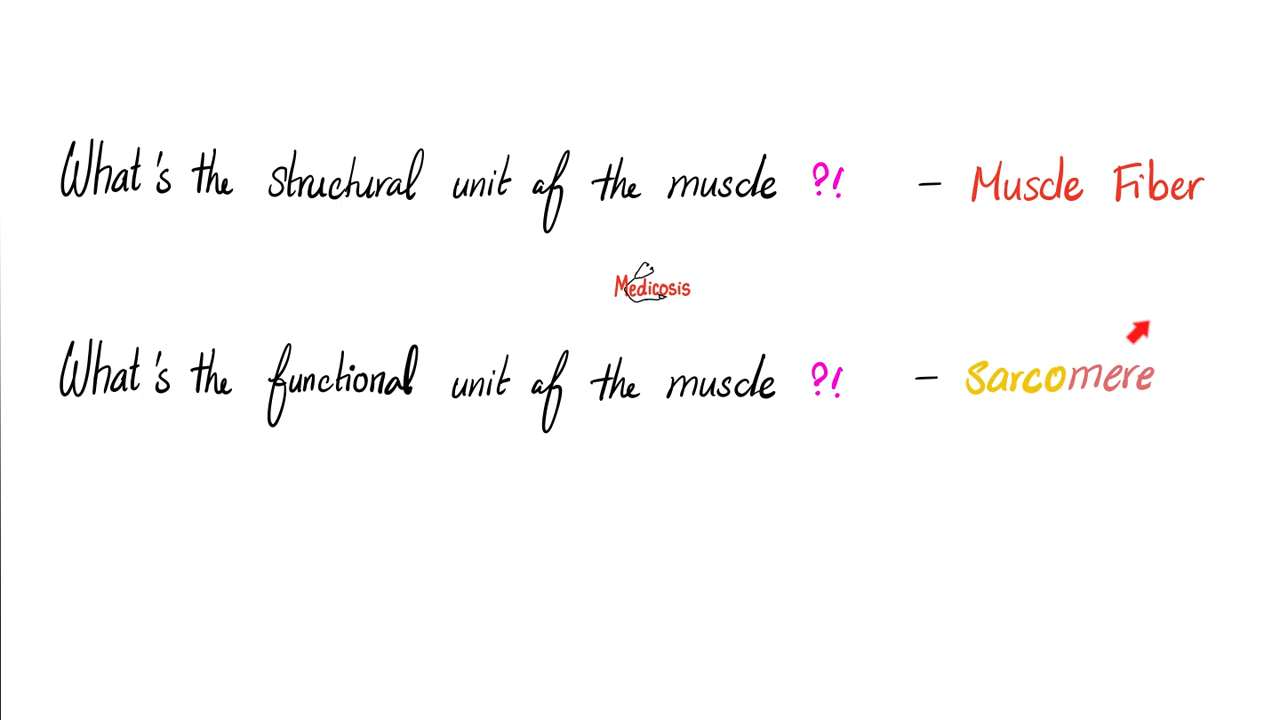 What's the structural unit of the muscle ?! - Muscle Fiber
Medicosis
What's the functional unit of the muscle ?! - Sarcomere